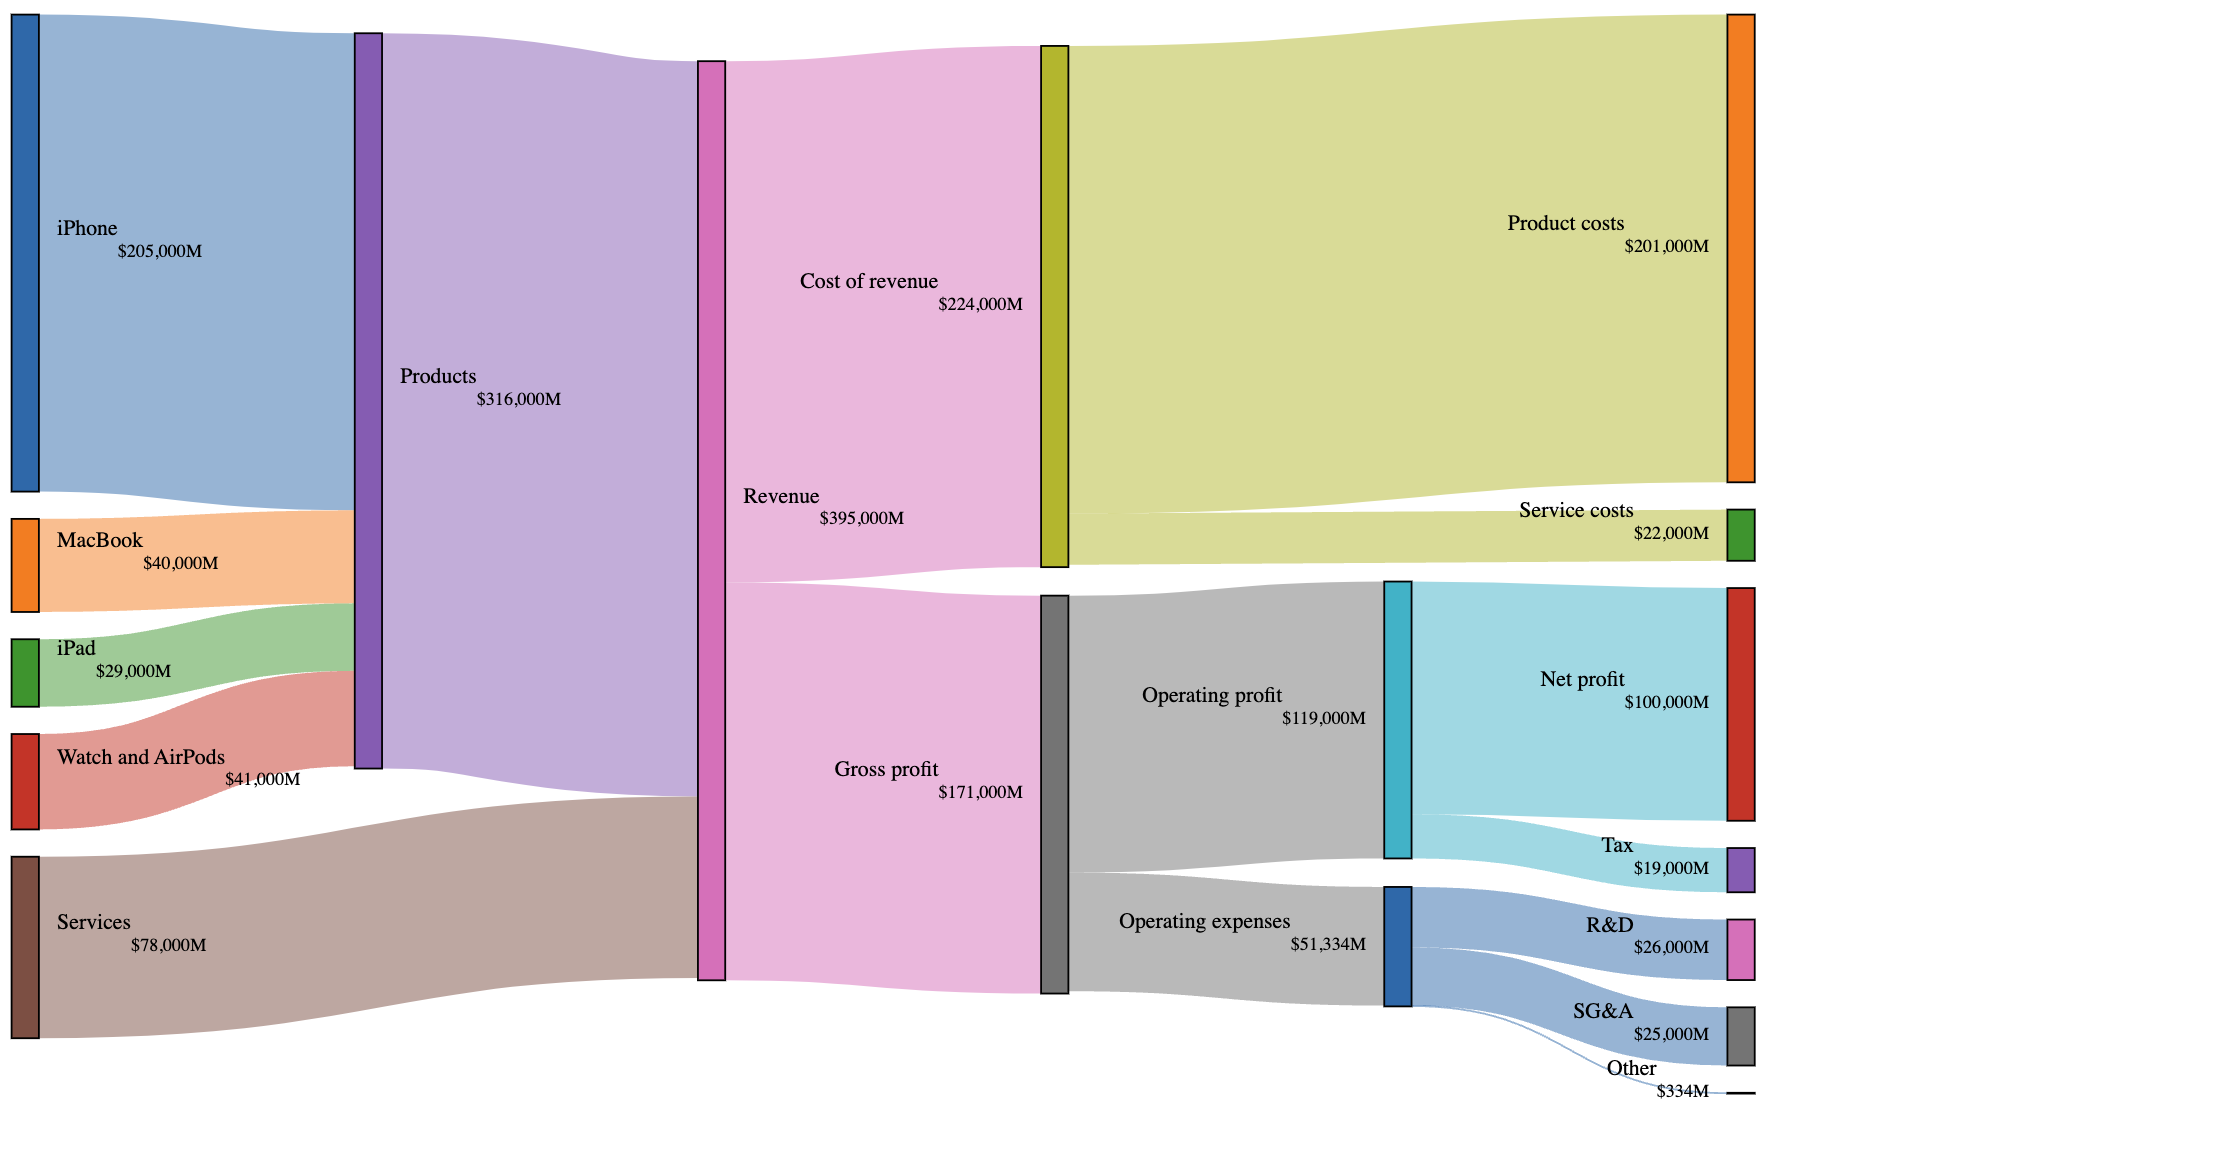 iPhone
$205,000M
MacBook
$40,000M
iPad
$29,000M
Watch and AirPods
$41,000M
Services
$78,000M
Products
$316,000M
Revenue
$395,000M
Cost of revenue
$224,000M
Gross profit
$171,000M
Operating profit
$119,000M
Operating expenses
$51,334M
Product costs
$201,000M
Service costs
$22,000M
Net profit
$100,000M
Tax
$19,000M
R&D
$26,000M
SG&A
$25,000M
Other
$334M